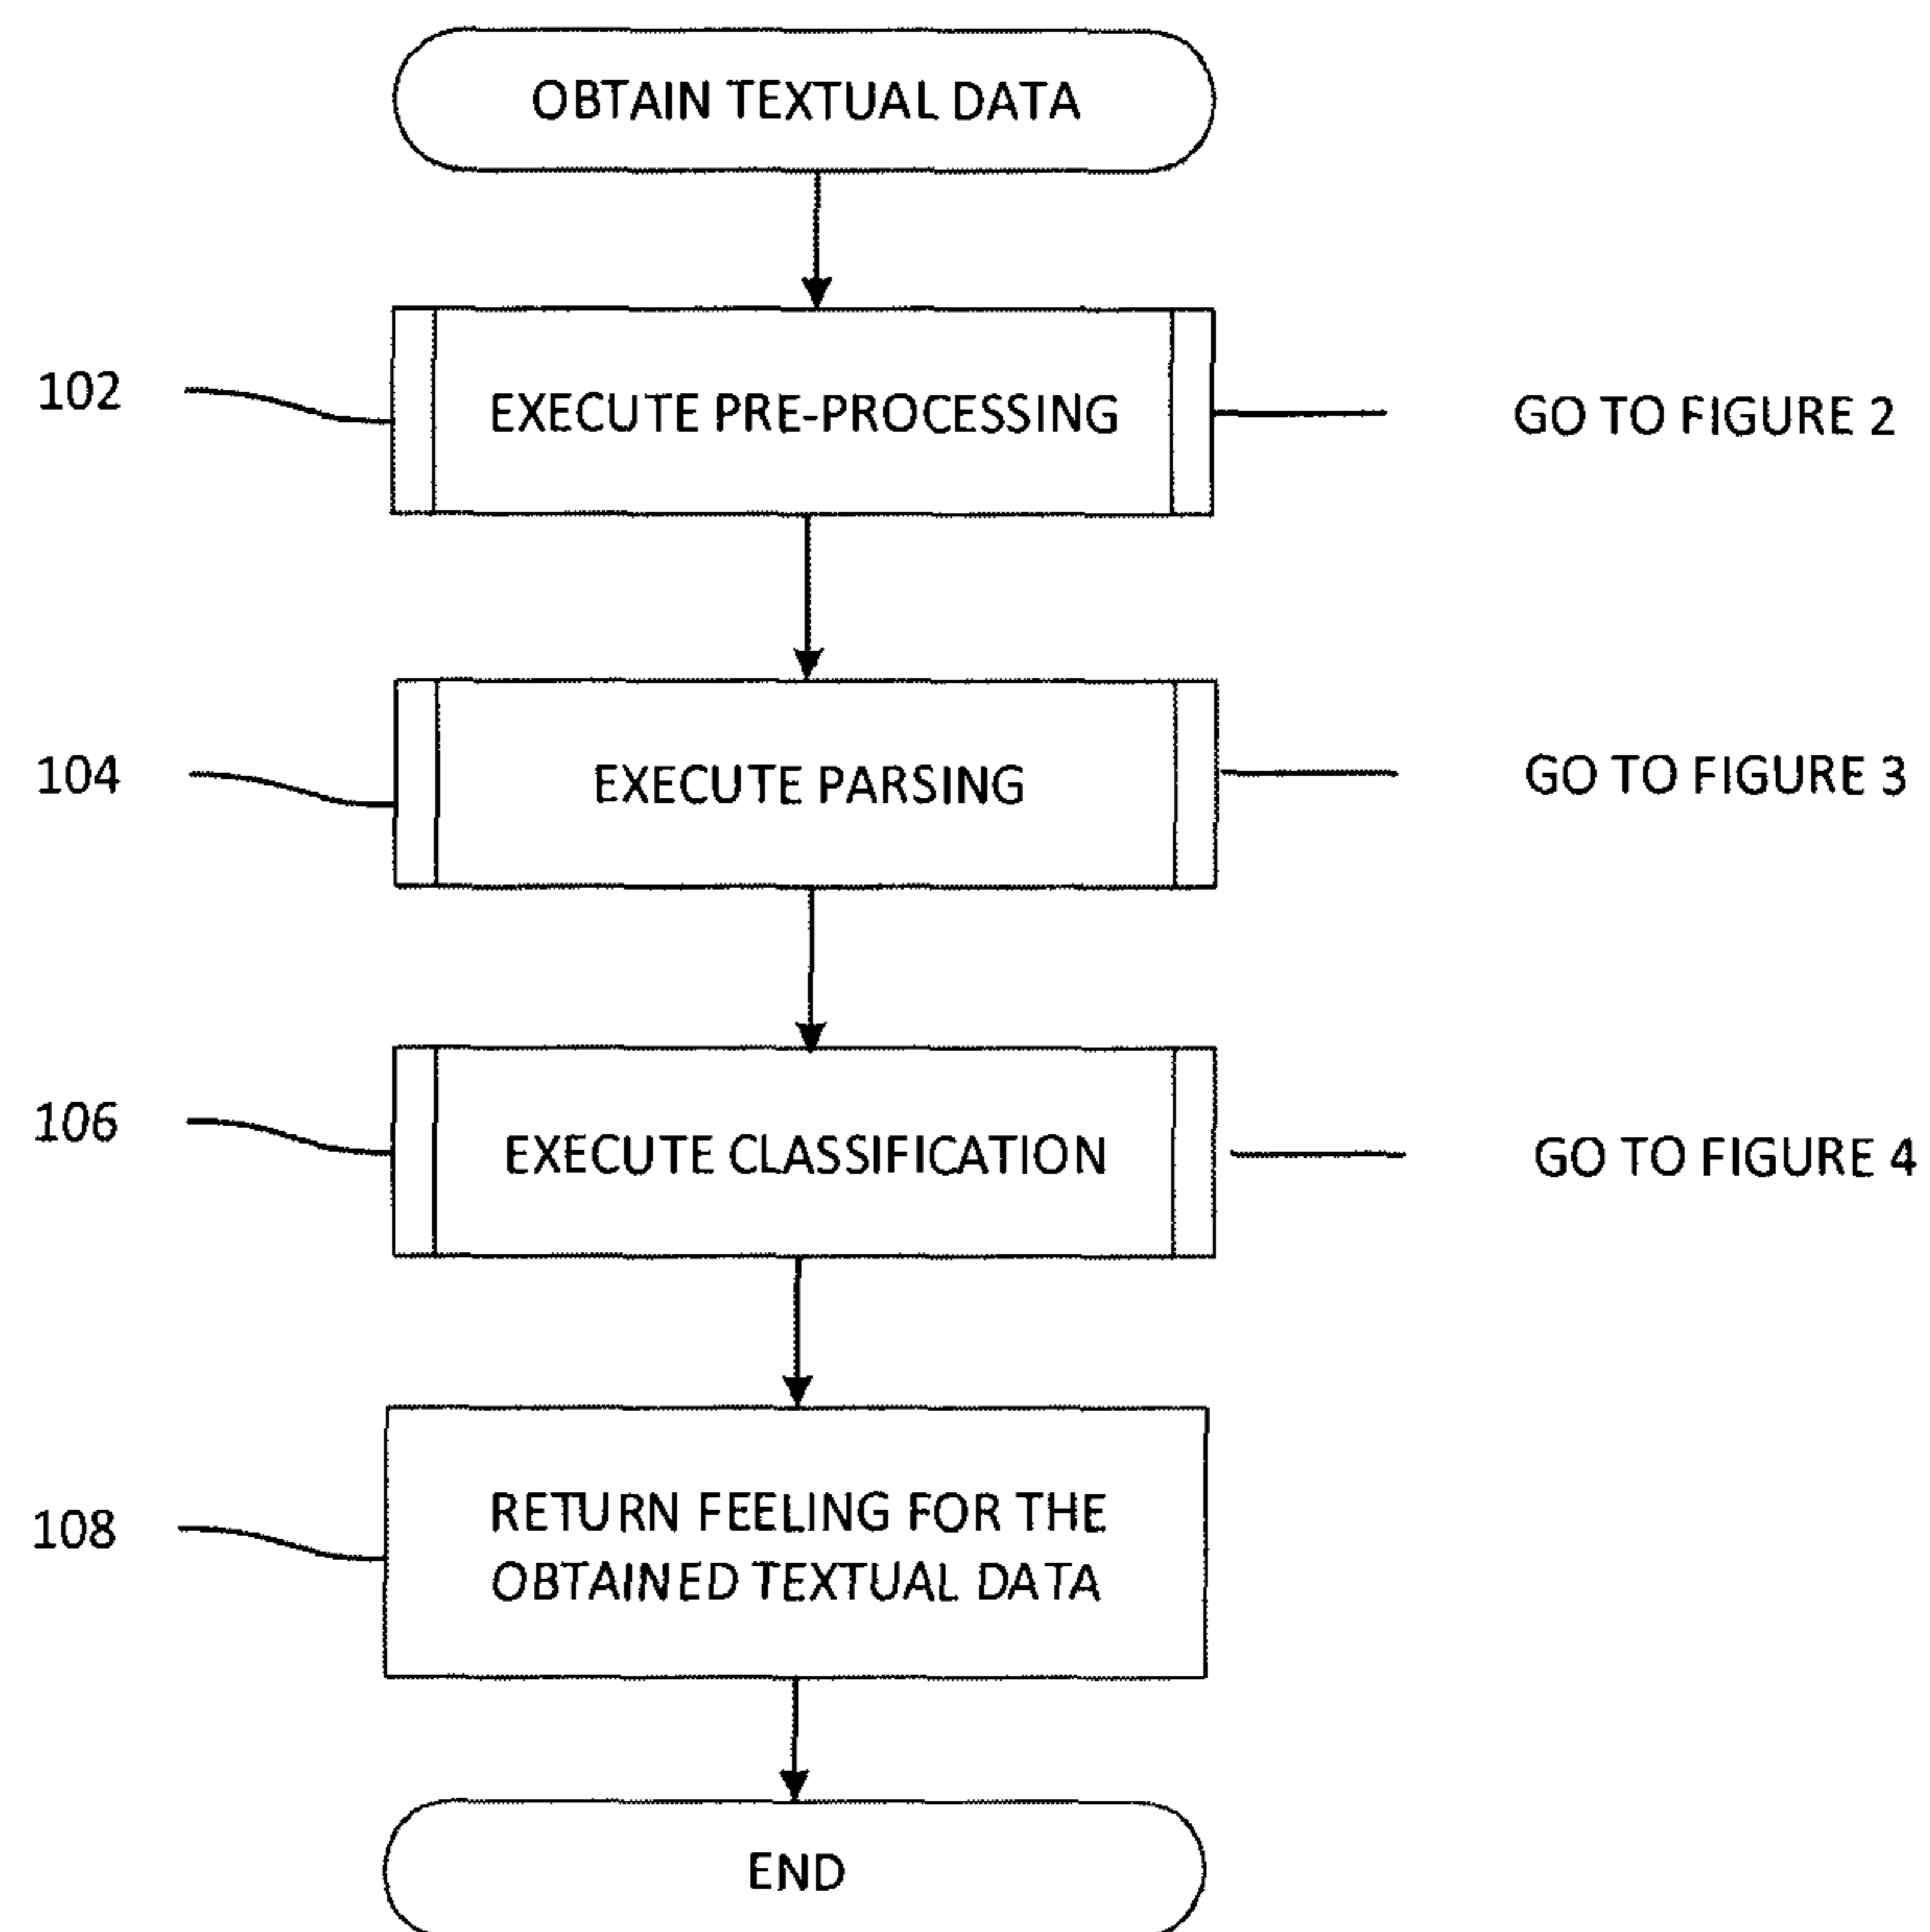 OBTAIN TEXTUAL DATA
102
EXECUTE PRE-PROCESSING
GO TO FIGURE 2
104
EXECUTE PARSING
GO TO FIGURE 3
106
EXECUTE CLASSIFICATION
GO TO FIGURE 4
108
RETURN FEELING FOR THE
OBTAINED TEXTUAL DATA
END